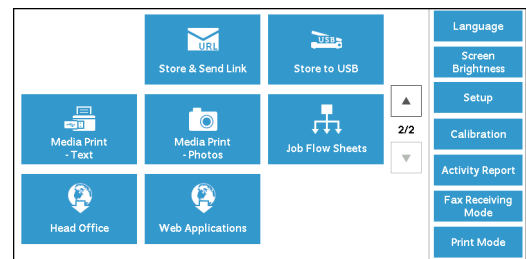 URL
Store & Send Link
USB
Store to USB
Media Print
- Text
Media Print
- Photos
Job Flow Sheets
Head Office
Web Applications
2/2
Language
Screen
Brightness
Setup
Calibration
Activity Report
Fax Receiving
Mode
Print Mode